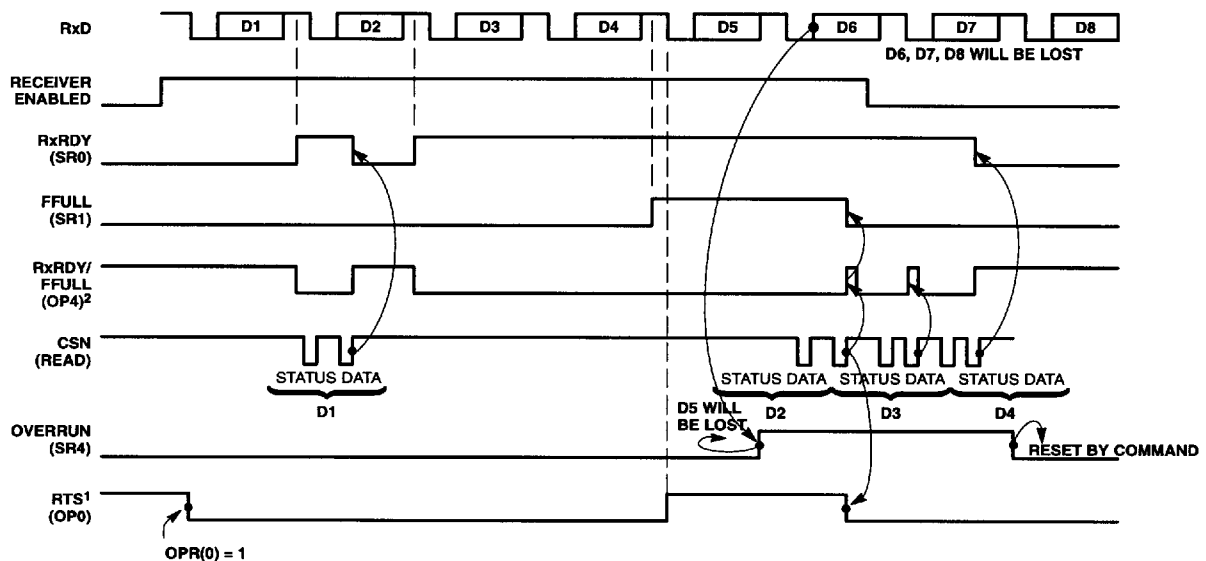 RxD
D1
D2
D3
D4
D5
D6
D7
D8
D6, D7, D8 WILL BE LOST
RECEIVER
ENABLED
RxRDY
(SR0)
FFULL
(SR1)
RxRDY/
FFULL
(OP4)2
CSN
(READ)
STATUS DATA
D1
STATUS DATA
D2
STATUS DATA
D3
STATUS DATA
D4
D5 WILL
BE LOST
OVERRUN
(SR4)
RESET BY COMMAND
RTS1
(OP0)
OPR(0) = 1